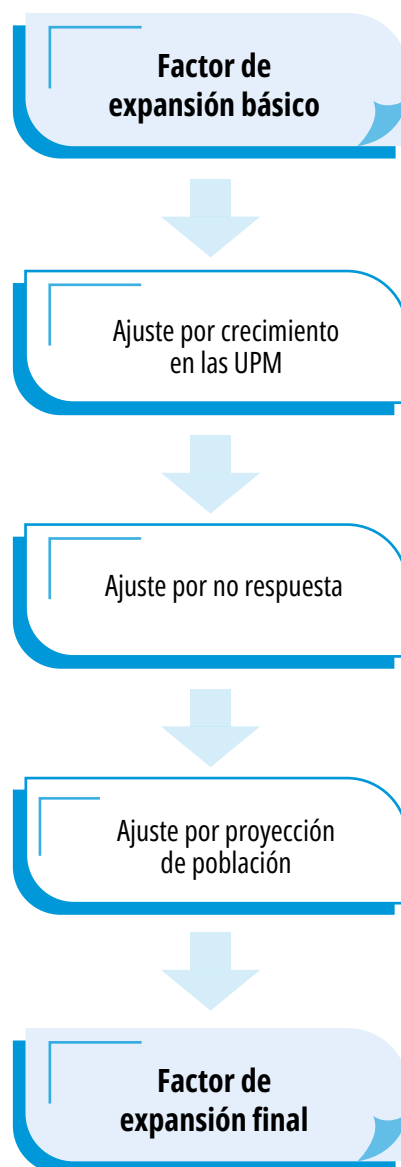 Factor de
expansión básico
Ajuste por crecimiento
en las UPM
Ajuste por no respuesta
Ajuste por proyección
de población
Factor de
expansión final